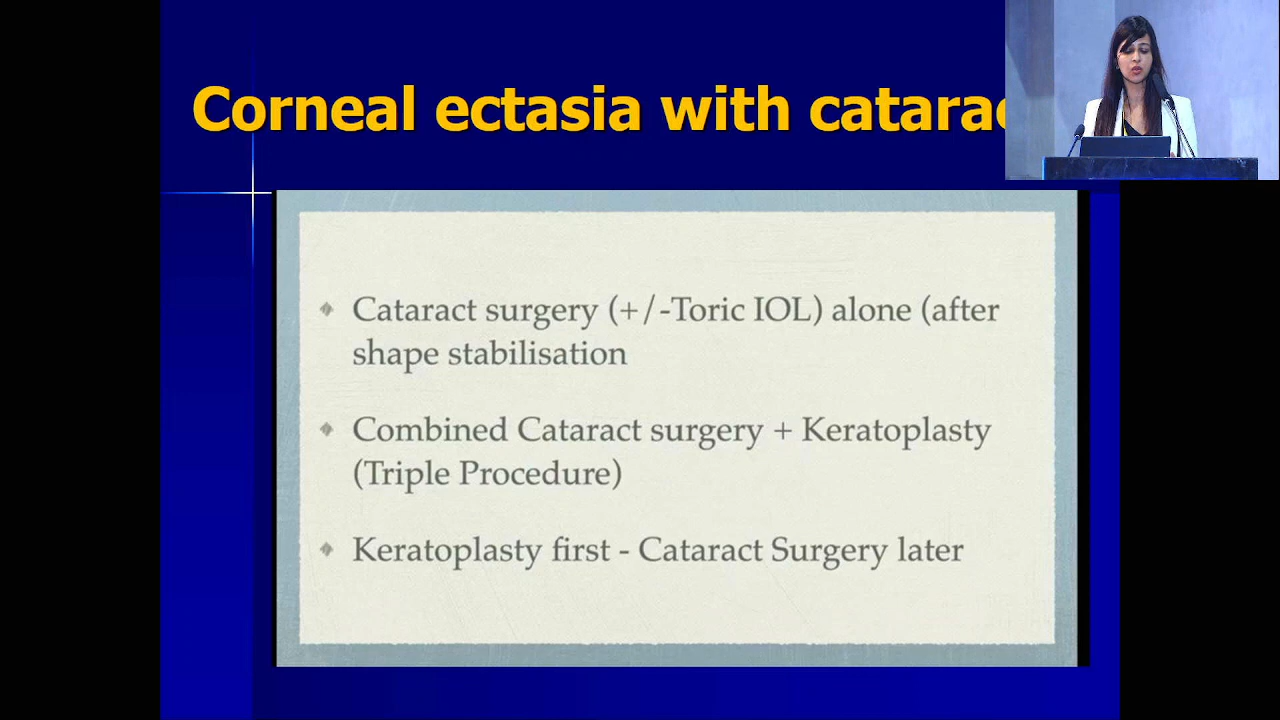 Corneal ectasia with
Cataract surgery (+/-Toric IOL) alone (after
shape stabilisation
Combined Cataract surgery + Keratoplasty
(Triple Procedure)
Keratoplasty first - Cataract Surgery later